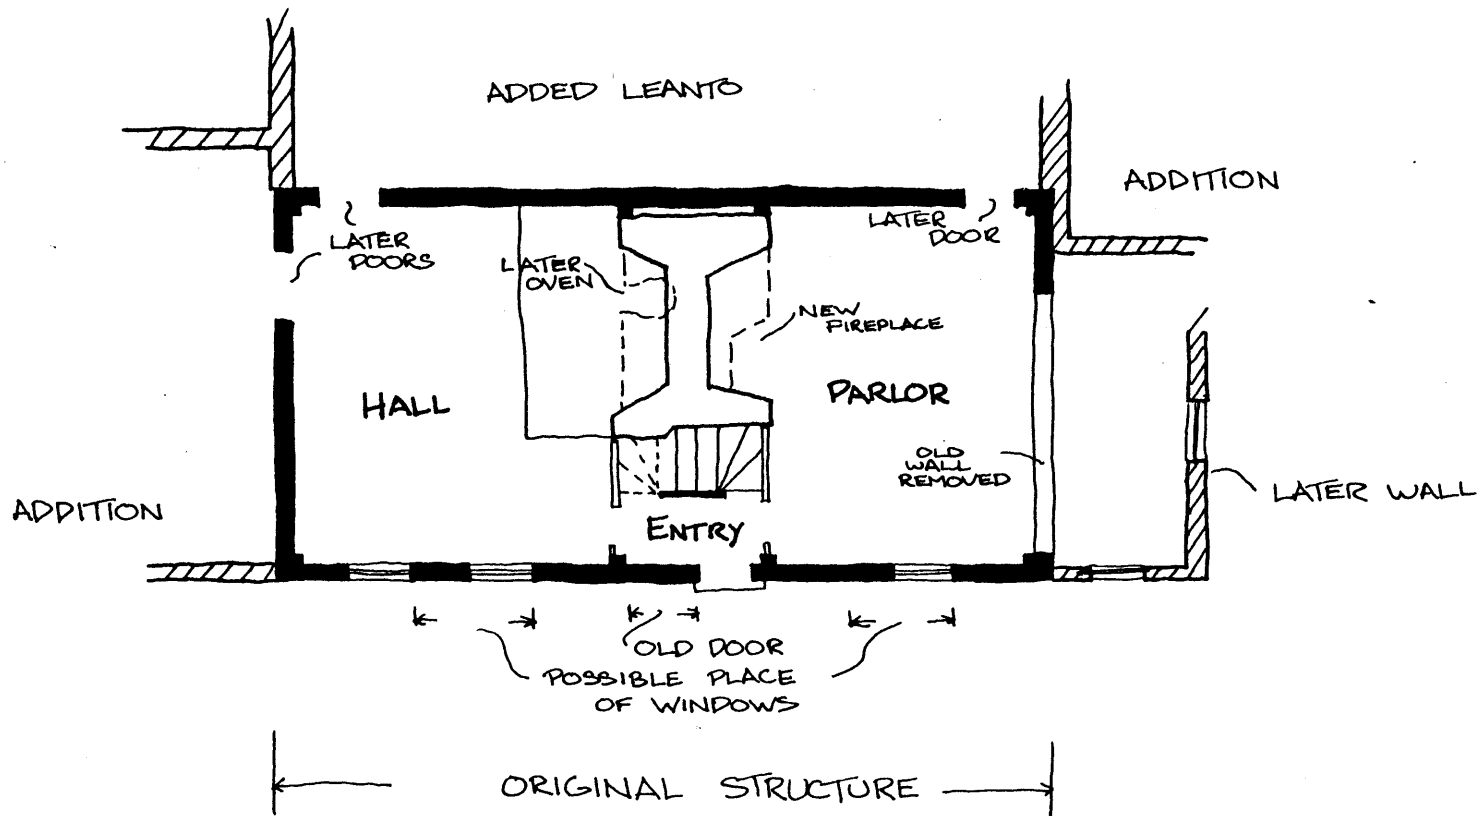 ADDED LEANTO
ADDITION
LATER
DOORS
LATER
DOOR
LATER
OVEN
NEW
FIREPLACE
HALL
PARLOR
OLD
WALL
REMOVED
ADDITION
LATER WALL
ENTRY
OLD DOOR
POSSIBLE PLACE
OF WINDOWS
ORIGINAL STRUCTURE